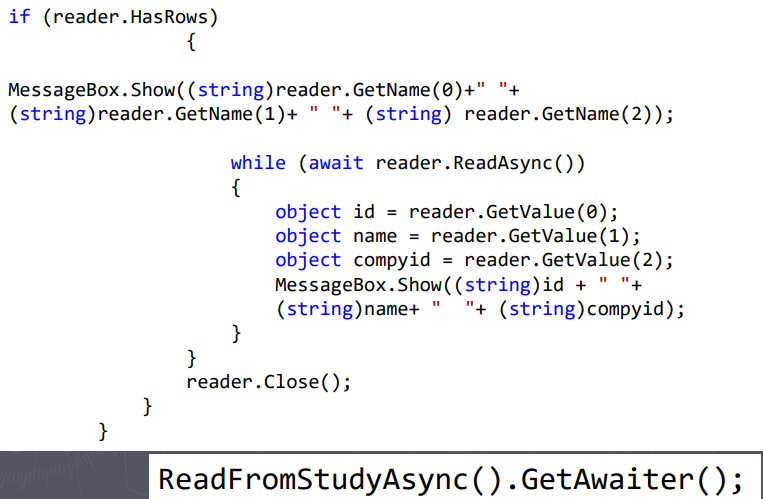 if (reader.HasRows)
{
MessageBox.Show((string)reader.GetName(0)+" "+
(string)reader.GetName(1)+ " "+ (string) reader.GetName(2));
while (await reader.ReadAsync())
{
object id = reader.GetValue(0);
object name = reader.GetValue(1);
object compyid = reader.GetValue(2);
MessageBox.Show((string)id + " "+
(string)name+ "  "+ (string)compyid);
}
}
reader.Close();
}
}
ReadFromStudyAsync().GetAwaiter();